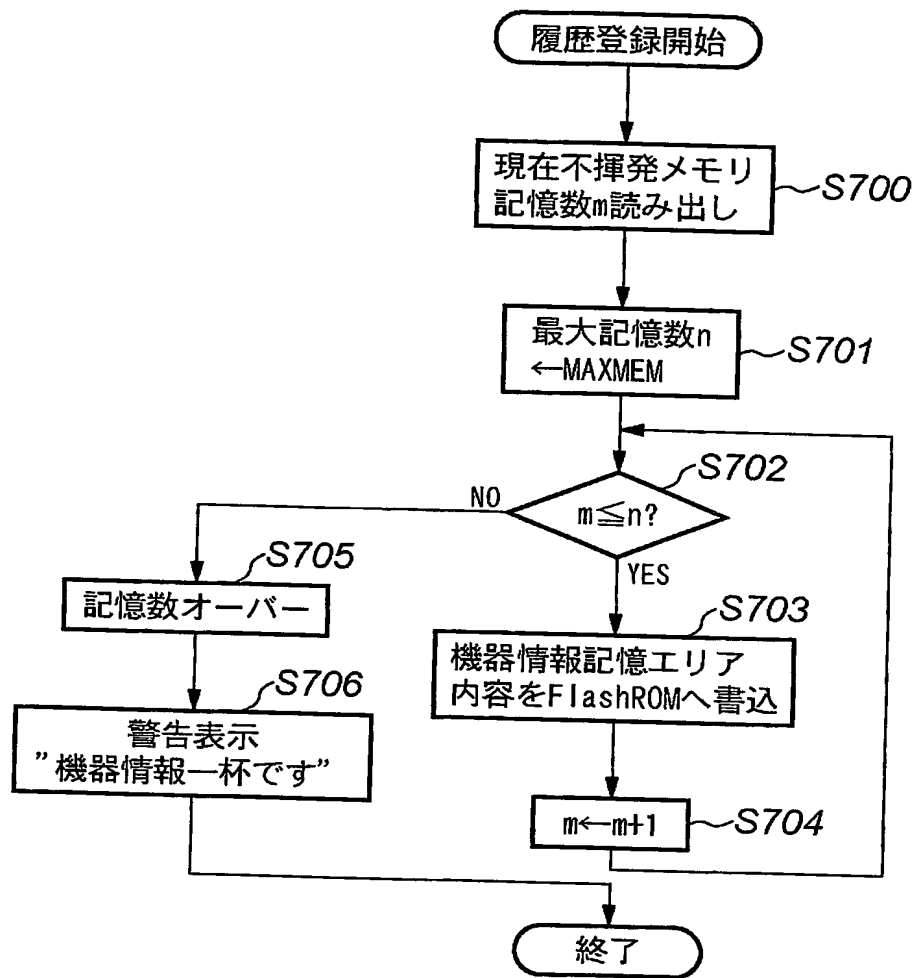 履歴登録開始
現在不揮発メモリ
記憶数m読み出し
S700
最大記憶数n
←MAXMEM
S701
S702
m≦n?
NO
YES
S705
記憶数オーバー
S703
機器情報記憶エリア
内容をFlashROMへ書込
S706
警告表示
"機器情報一杯です"
m←m+1
S704
終了